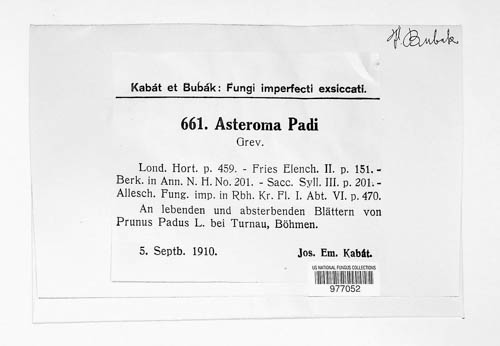 Fr. Bubák
Kabát et Bubák: Fungi imperfecti exsiccati.
661. Asteroma Padi
Grev.
Lond. Hort. p. 459. - Fries Elench. II. p. 151. -
Berk. in Ann. N. H. No. 201. - Sacc. Syll. III. p. 201. -
Allesch. Fung. imp. in Rbh. Kr. Fl. I. Abt. VI. p. 470.
An lebenden und absterbenden Blättern von
Prunus Padus L. bei Turnau, Böhmen.
5. Septb. 1910. Jos. Em. Kabát.
US NATIONAL FUNGUS COLLECTIONS
977052